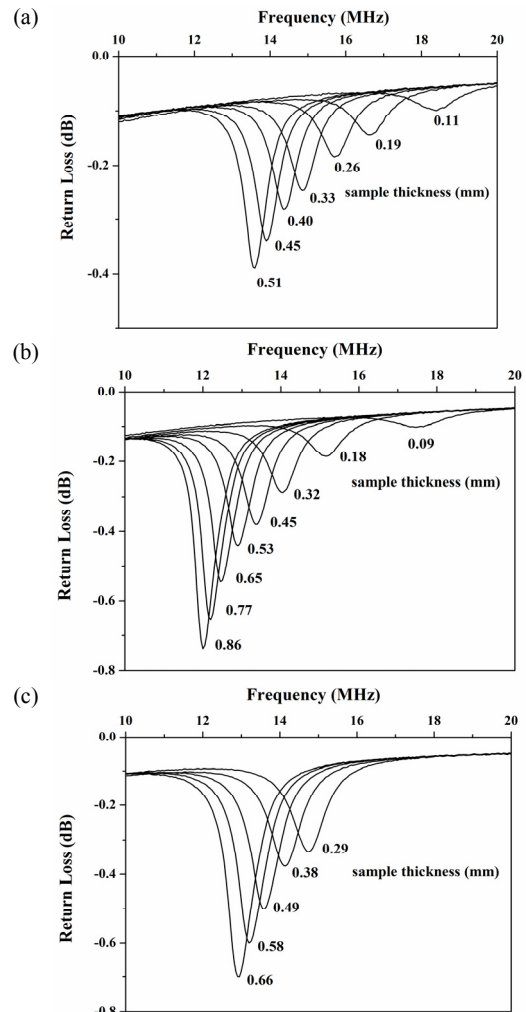 (a)
Frequency (MHz)
10 12 14 16 18 20
0.0
-0.2
-0.4
Return Loss (dB)
0.11
0.19
0.26
0.33
sample thickness (mm)
0.40
0.45
0.51
(b)
Frequency (MHz)
10 12 14 16 18 20
0.0
-0.2
-0.4
-0.6
-0.8
Return Loss (dB)
0.09
0.18
sample thickness (mm)
0.32
0.45
0.53
0.65
0.77
0.86
(c)
Frequency (MHz)
10 12 14 16 18 20
0.0
-0.2
-0.4
-0.6
-0.8
Return Loss (dB)
0.29
0.38
sample thickness (mm)
0.49
0.58
0.66